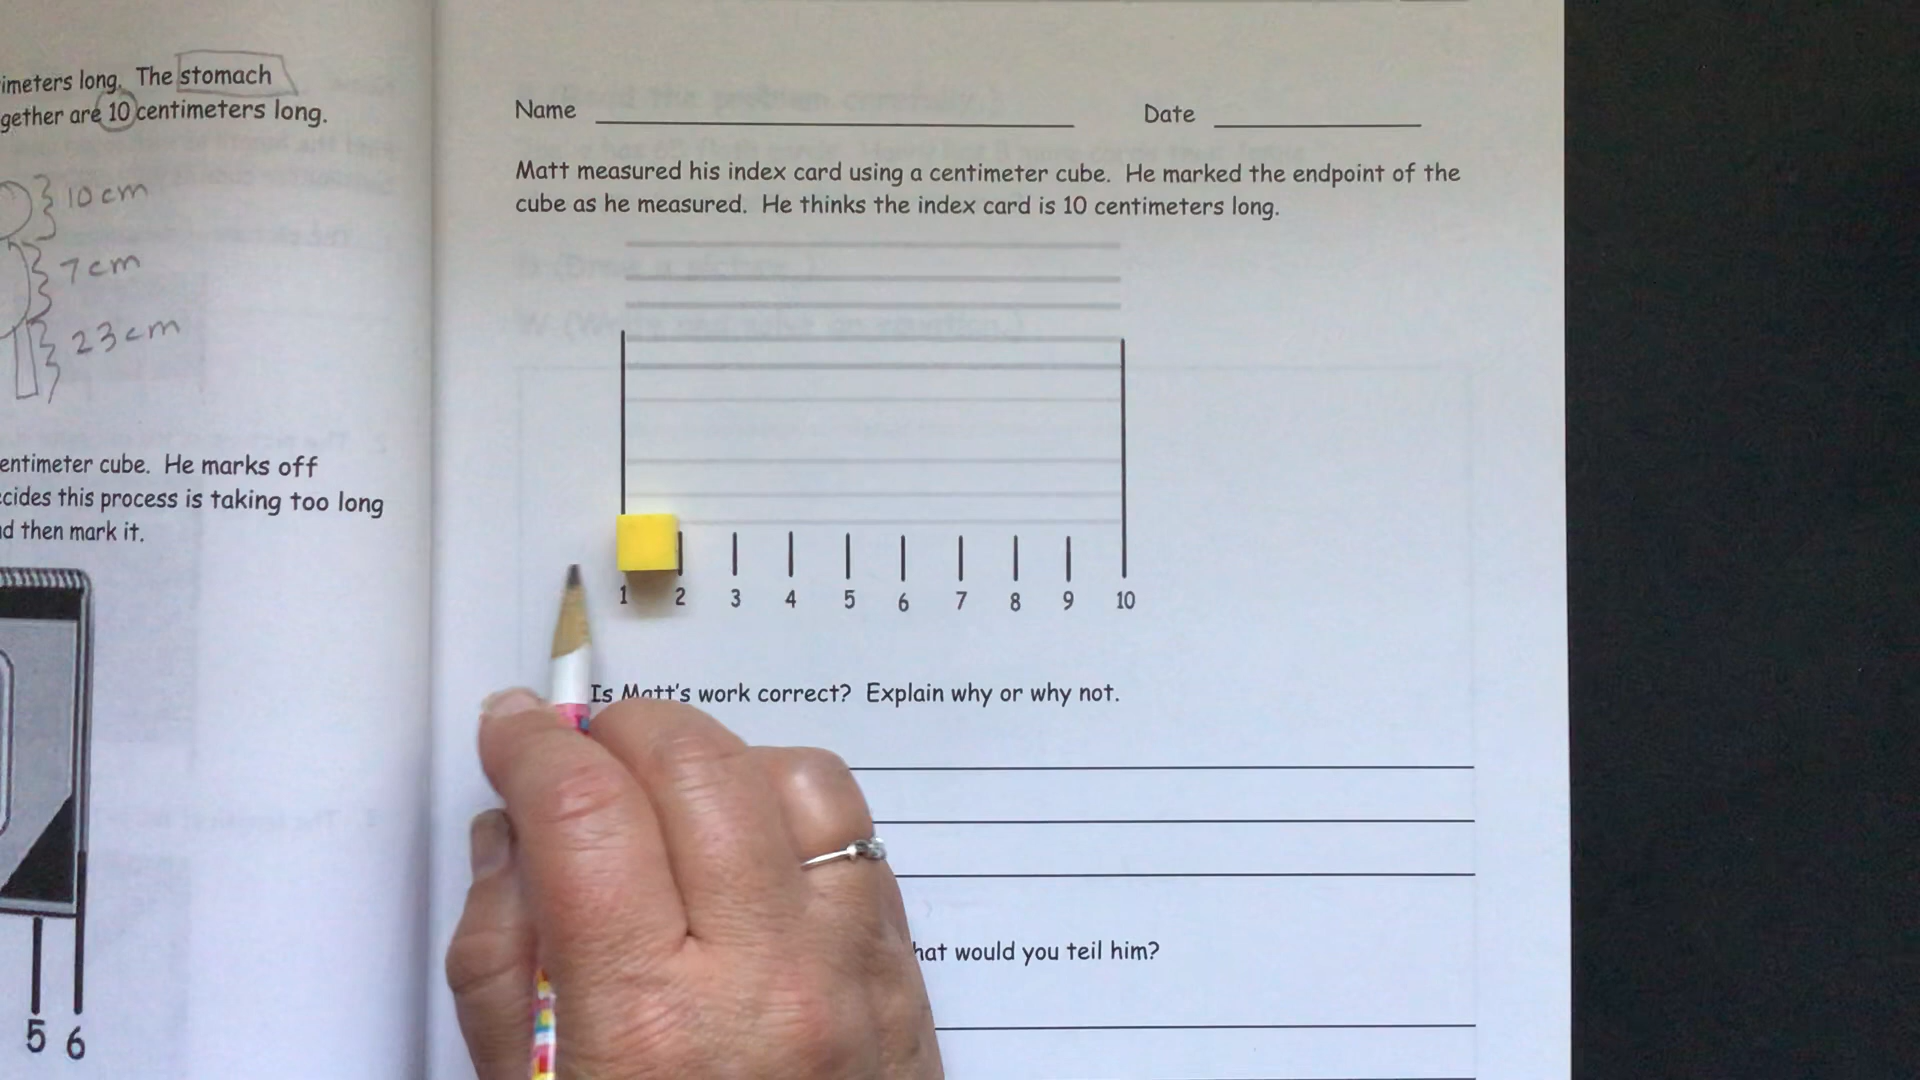 imeters long. The stomach
gether are 10 centimeters long.
10 cm
7 cm
23 cm
entimeter cube. He marks off
cides this process is taking too long
d then mark it.
5 6
Name Date
Matt measured his index card using a centimeter cube. He marked the endpoint of the
cube as he measured. He thinks the index card is 10 centimeters long.
1 2 3 4 5 6 7 8 9 10
Is Matt's work correct? Explain why or why not.
hat would you tell him?